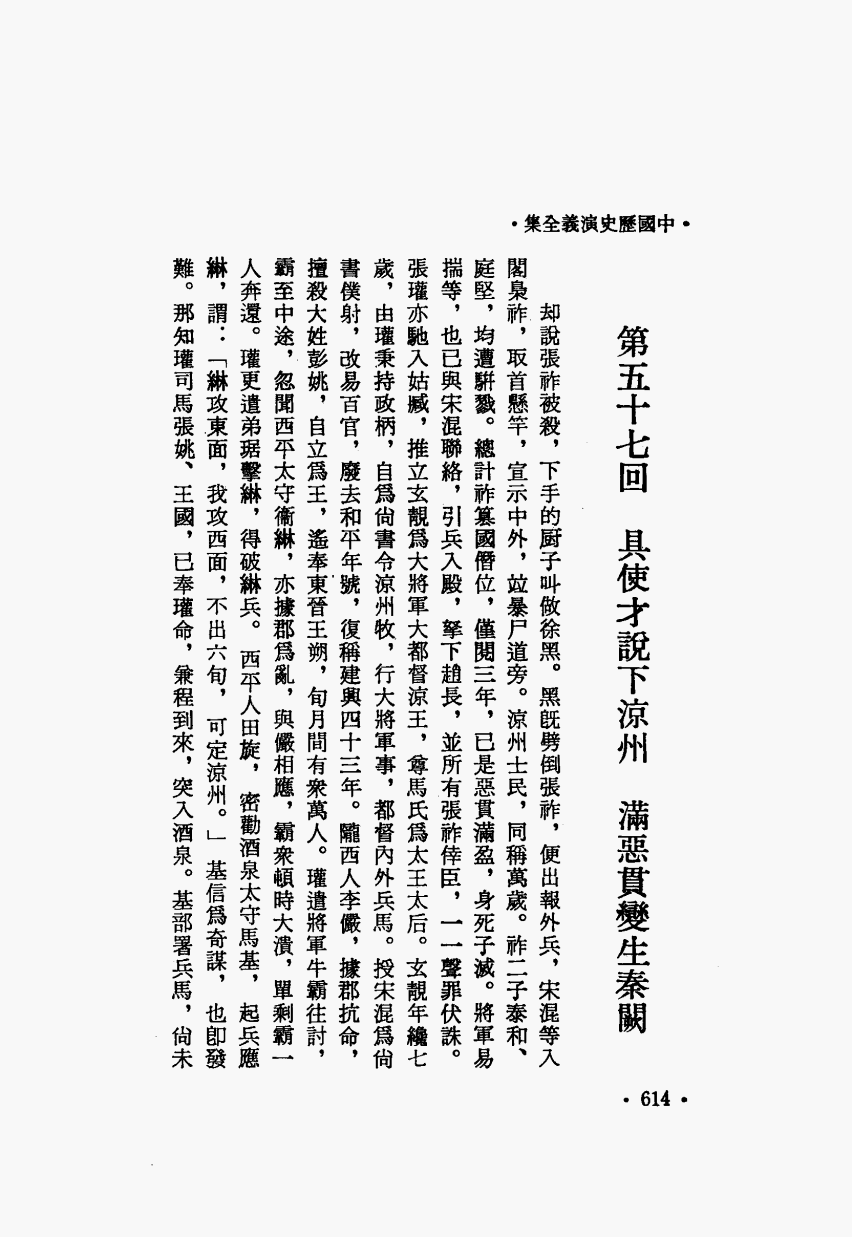 •中國歷史演義全集•
第五十七回　具使才說下涼州　滿惡貫變生秦闕
却說張祚被殺，下手的厨子叫做徐黑。黑旣劈倒張祚，便出報外兵，宋混等入
閣梟祚，取首懸竿，宣示中外，竝暴尸道旁。涼州士民，同稱萬歲。祚二子泰和、
庭堅，均遭騈戮。總計祚篡國僭位，僅閱三年，已是惡貫滿盈，身死子滅。將軍易
揣等，也已與宋混聯絡，引兵入殿，拏下趙長，並所有張祚倖臣，一一聲罪伏誅。
張瓘亦馳入姑臧，推立玄靚爲大將軍大都督涼王，尊馬氏爲太王太后。玄靚年纔七
歲，由瓘秉持政柄，自爲尙書令涼州牧，行大將軍事，都督內外兵馬。授宋混爲尙
書僕射，改易百官，廢去和平年號，復稱建興四十三年。隴西人李儼，據郡抗命，
擅殺大姓彭姚，自立爲王，遙奉東晉王朔，旬月間有衆萬人。瓘遣將軍牛霸往討，
霸至中途，忽聞西平太守衞綝，亦據郡爲亂，與儼相應，霸衆頓時大潰，單剩霸一
人奔還。瓘更遣弟琚擊綝，得破綝兵。西平人田旋，密勸酒泉太守馬基，起兵應
綝，謂：「綝攻東面，我攻西面，不出六旬，可定涼州。」基信爲奇謀，也卽發
難。那知瓘司馬張姚、王國，已奉瓘命，兼程到來，突入酒泉。基部署兵馬，尙未
•614•